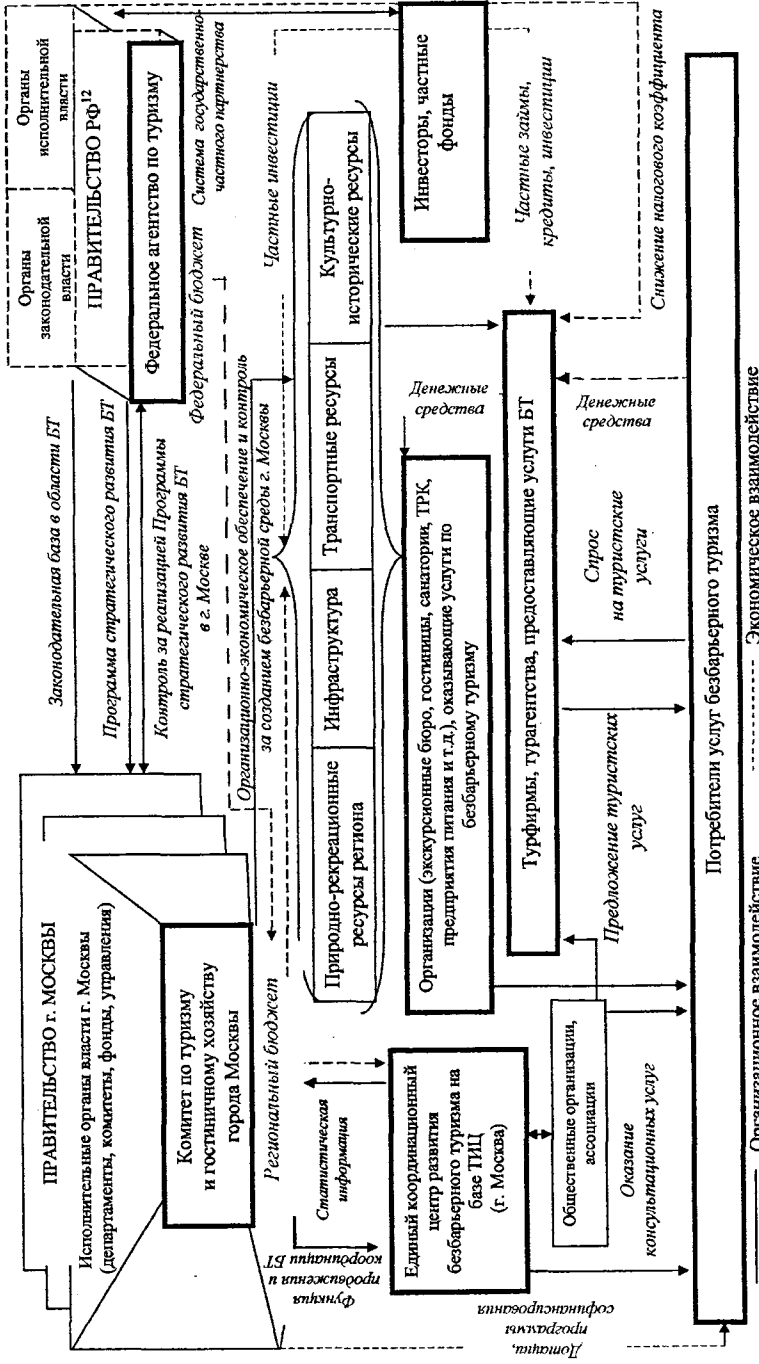 ПРАВИТЕЛЬСТВО г. МОСКВЫ
Исполнительные органы власти г. Москвы
(департаменты, комитеты, фонды, управления)
Комитет по туризму
и гостиничному хозяйству
города Москвы
Законодательная база в области БТ
Программа стратегического развития БТ
Контроль за реализацией Программы
стратегического развития БТ
в г. Москве
Органы
законодательной
власти
Органы
исполнительной
власти
ПРАВИТЕЛЬСТВО РФ12
Федеральное агентство по туризму
Федеральный бюджет
Система государственно-
частного партнерства
Региональный бюджет
Организационно-экономическое обеспечение и контроль
за созданием безбарьерной среды г. Москвы
Частные инвестиции
Природно-рекреационные
ресурсы региона
Инфраструктура
Транспортные ресурсы
Культурно-
исторические ресурсы
Функция
продвижения и
координации БТ
Статистическая
информация
Единый координационный
центр развития
безбарьерного туризма на
базе ТИЦ
(г. Москва)
Организации (экскурсионные бюро, гостиницы, санатории, ТРК,
предприятия питания и т.д.), оказывающие услуги по
безбарьерному туризму
Денежные
средства
Инвесторы, частные
фонды
Общественные организации,
ассоциации
Турфирмы, турагентства, предоставляющие услуги БТ
Частные займы,
кредиты, инвестиции
Дотации,
программы
софинансирования
Оказание
консультационных услуг
Предложение туристских
услуг
Спрос
на туристские
услуги
Денежные
средства
Снижение налогового коэффициента
Потребители услуг безбарьерного туризма
Организационное взаимодействие
Экономическое взаимодействие